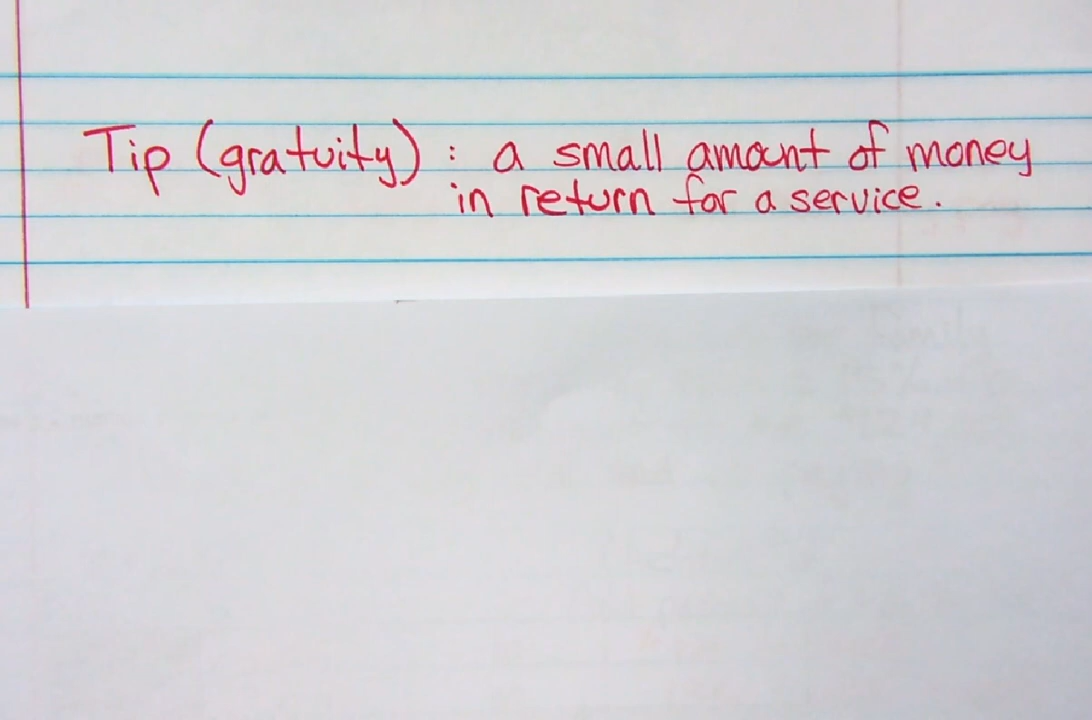 Tip (gratuity) : a small amount of money
in return for a service.